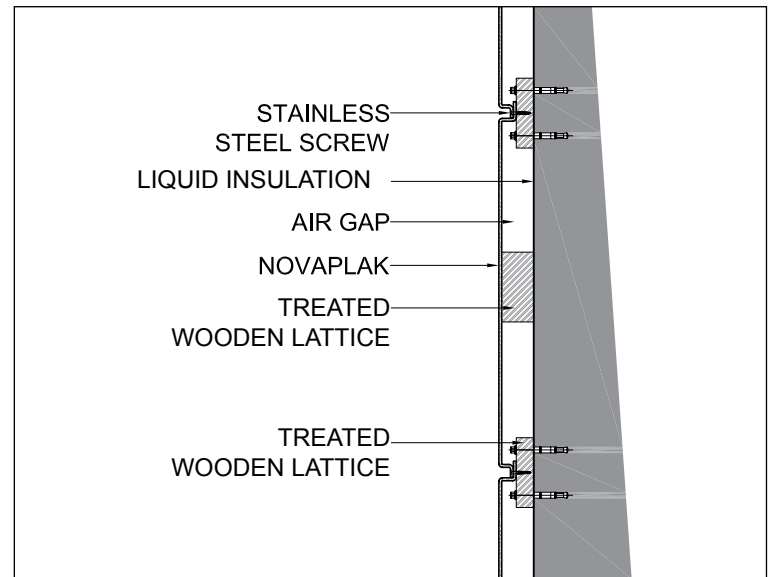 STAINLESS
STEEL SCREW
LIQUID INSULATION
AIR GAP
NOVAPLAK
TREATED
WOODEN LATTICE
TREATED
WOODEN LATTICE